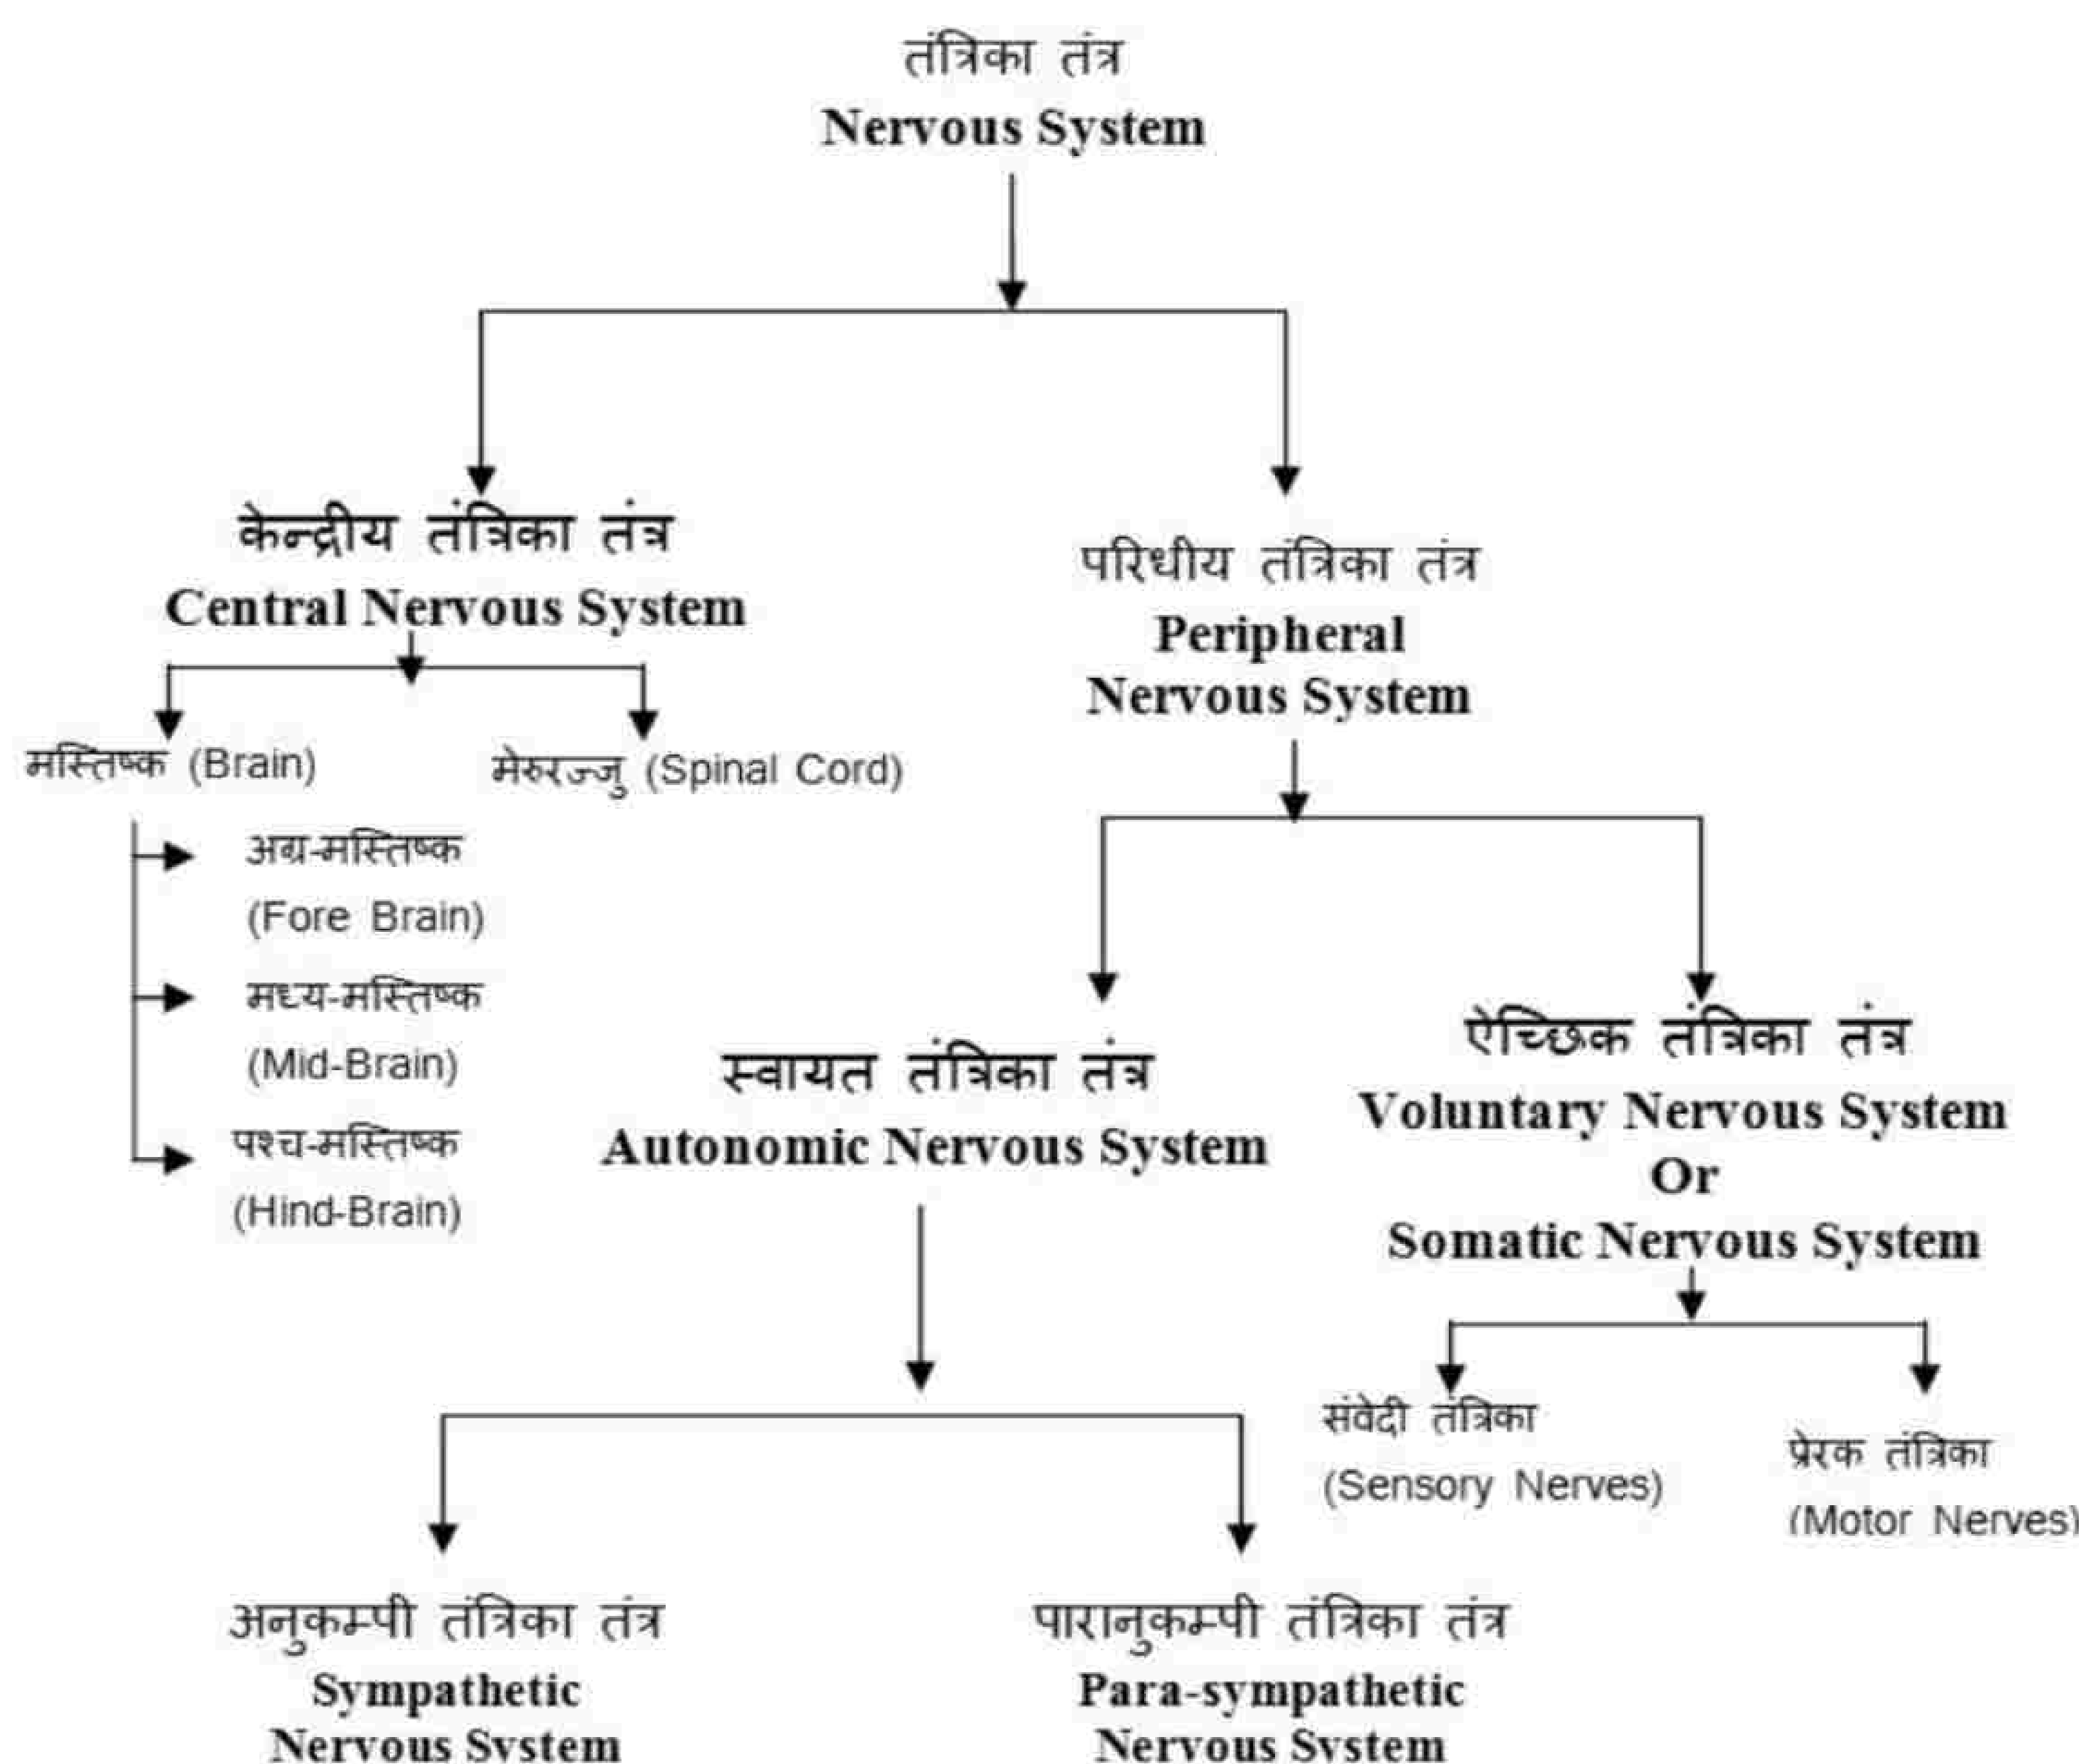 तंत्रिका तंत्र
Nervous System
केन्द्रीय तंत्रिका तंत्र
Central Nervous System
परिधीय तंत्रिका तंत्र
Peripheral
Nervous System
मस्तिष्क (Brain)
मेरुरज्जु (Spinal Cord)
अग्र-मस्तिष्क
(Fore Brain)
मध्य-मस्तिष्क
(Mid-Brain)
पश्च-मस्तिष्क
(Hind-Brain)
स्वायत तंत्रिका तंत्र
Autonomic Nervous System
ऐच्छिक तंत्रिका तंत्र
Voluntary Nervous System
Or
Somatic Nervous System
संवेदी तंत्रिका
(Sensory Nerves)
प्रेरक तंत्रिका
(Motor Nerves)
अनुकम्पी तंत्रिका तंत्र
Sympathetic
Nervous System
पारानुकम्पी तंत्रिका तंत्र
Para-sympathetic
Nervous System